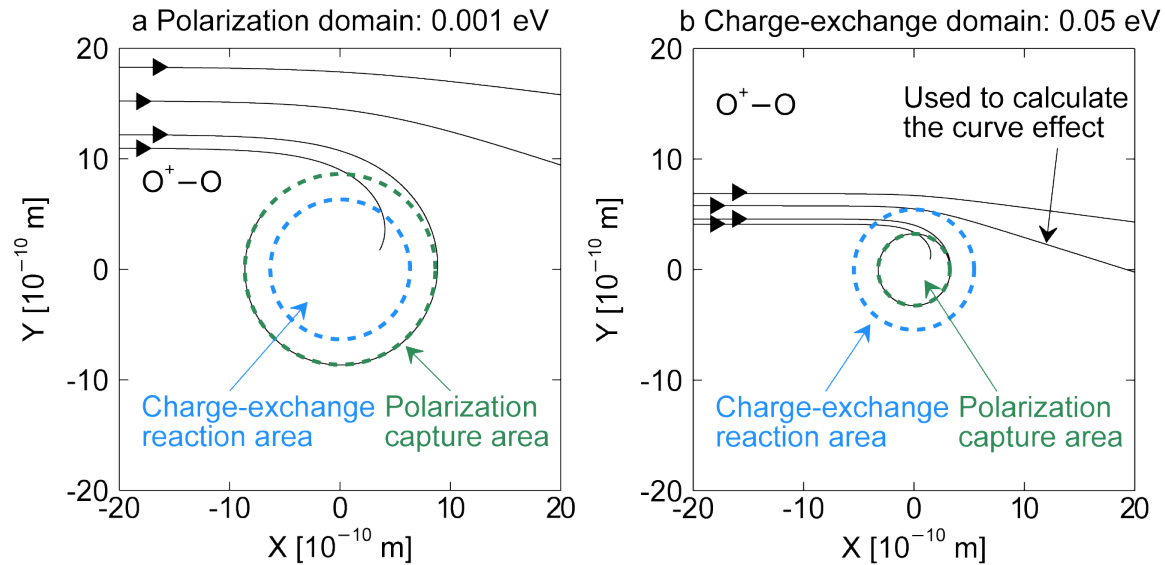 a Polarization domain: 0.001 eV
20
10
0
-10
-20
Y [10⁻¹⁰ m]
O⁺−O
Charge-exchange
reaction area
Polarization
capture area
-20
-10
0
10
20
X [10⁻¹⁰ m]
b Charge-exchange domain: 0.05 eV
20
10
0
-10
-20
Y [10⁻¹⁰ m]
O⁺−O
Used to calculate
the curve effect
Charge-exchange
reaction area
Polarization
capture area
-20
-10
0
10
20
X [10⁻¹⁰ m]